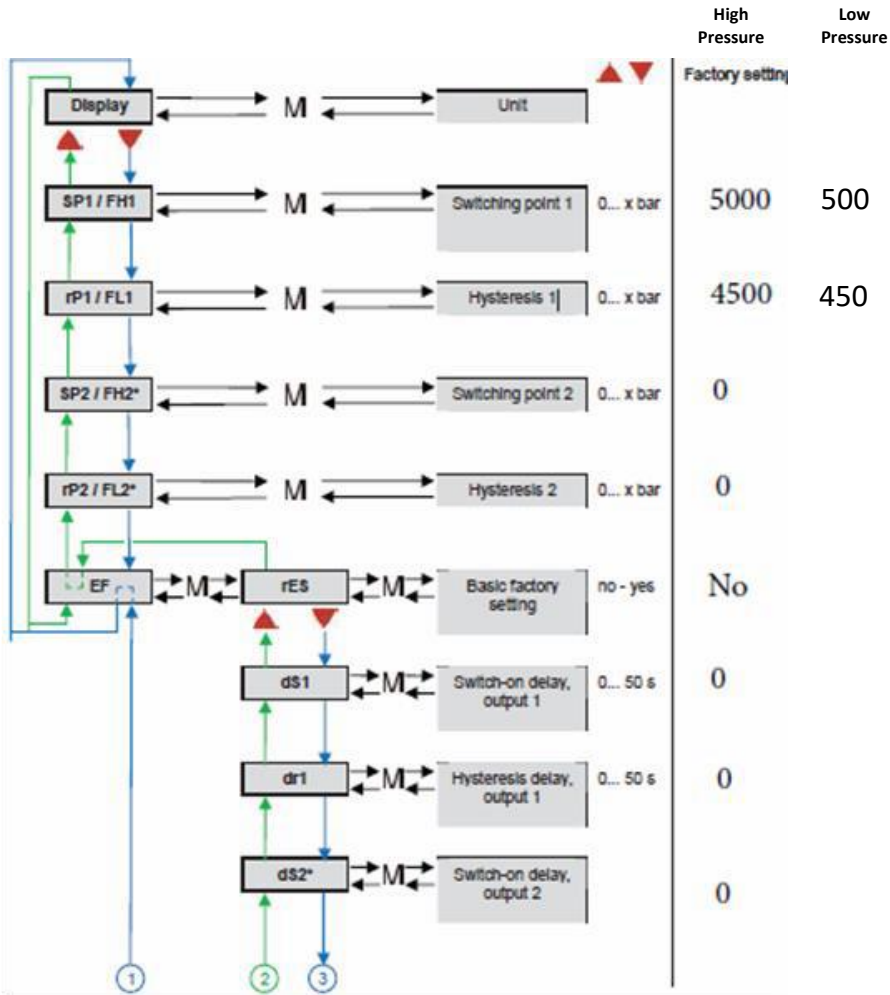 High
Pressure
Low
Pressure
Factory setting
Display M Unit
SP1 / FH1 M Switching point 1 0... x bar 5000 500
rP1 / FL1 M Hysteresis 1 0... x bar 4500 450
SP2 / FH2* M Switching point 2 0... x bar 0
rP2 / FL2* M Hysteresis 2 0... x bar 0
EF M rES M Basic factory
setting no - yes No
dS1 M Switch-on delay,
output 1 0... 50 s 0
dr1 M Hysteresis delay,
output 1 0... 50 s 0
dS2* M Switch-on delay,
output 2 0
1 2 3